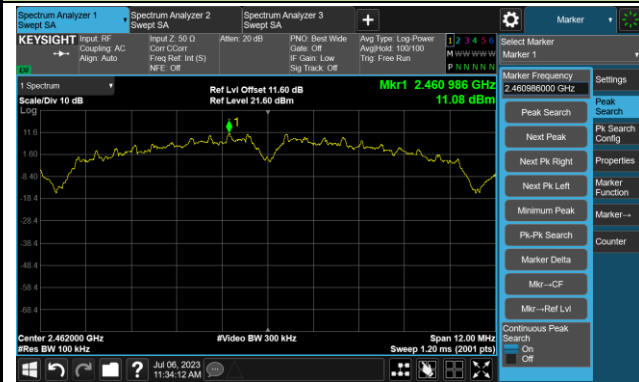 Spectrum Analyzer 1
Swept SA
Spectrum Analyzer 2
Swept SA
Spectrum Analyzer 3
Swept SA
+
Marker
KEYSIGHT
Input: RF
Coupling: AC
Align: Auto
Input Z: 50 Ω
Corr CCorr
Freq Ref: Int (S)
NFE: Off
Atten: 20 dB
PNO: Best Wide
Gate: Off
IF Gain: Low
Sig Track: Off
Avg Type: Log-Power
Avg|Hold: 100/100
Trig: Free Run
1 2 3 4 5 6
M W W W W W
P N N N N N
Select Marker
Marker 1
1 Spectrum
Scale/Div 10 dB
Log
Ref Lvl Offset 11.60 dB
Ref Level 21.60 dBm
Mkr1 2.460 986 GHz
11.08 dBm
1
11.6
1.60
-8.40
-18.4
-28.4
-38.4
-48.4
-58.4
-68.4
Center 2.462000 GHz
#Res BW 100 kHz
#Video BW 300 kHz
Span 12.00 MHz
Sweep 1.20 ms (2001 pts)
Marker Frequency
2.460986000 GHz
Peak Search
Next Peak
Next Pk Right
Next Pk Left
Minimum Peak
Pk-Pk Search
Marker Delta
Mkr→CF
Mkr→Ref Lvl
Continuous Peak
Search
On
Off
Settings
Peak
Search
Pk Search
Config
Properties
Marker
Function
Marker→
Counter
?
Jul 06, 2023
11:34:12 AM